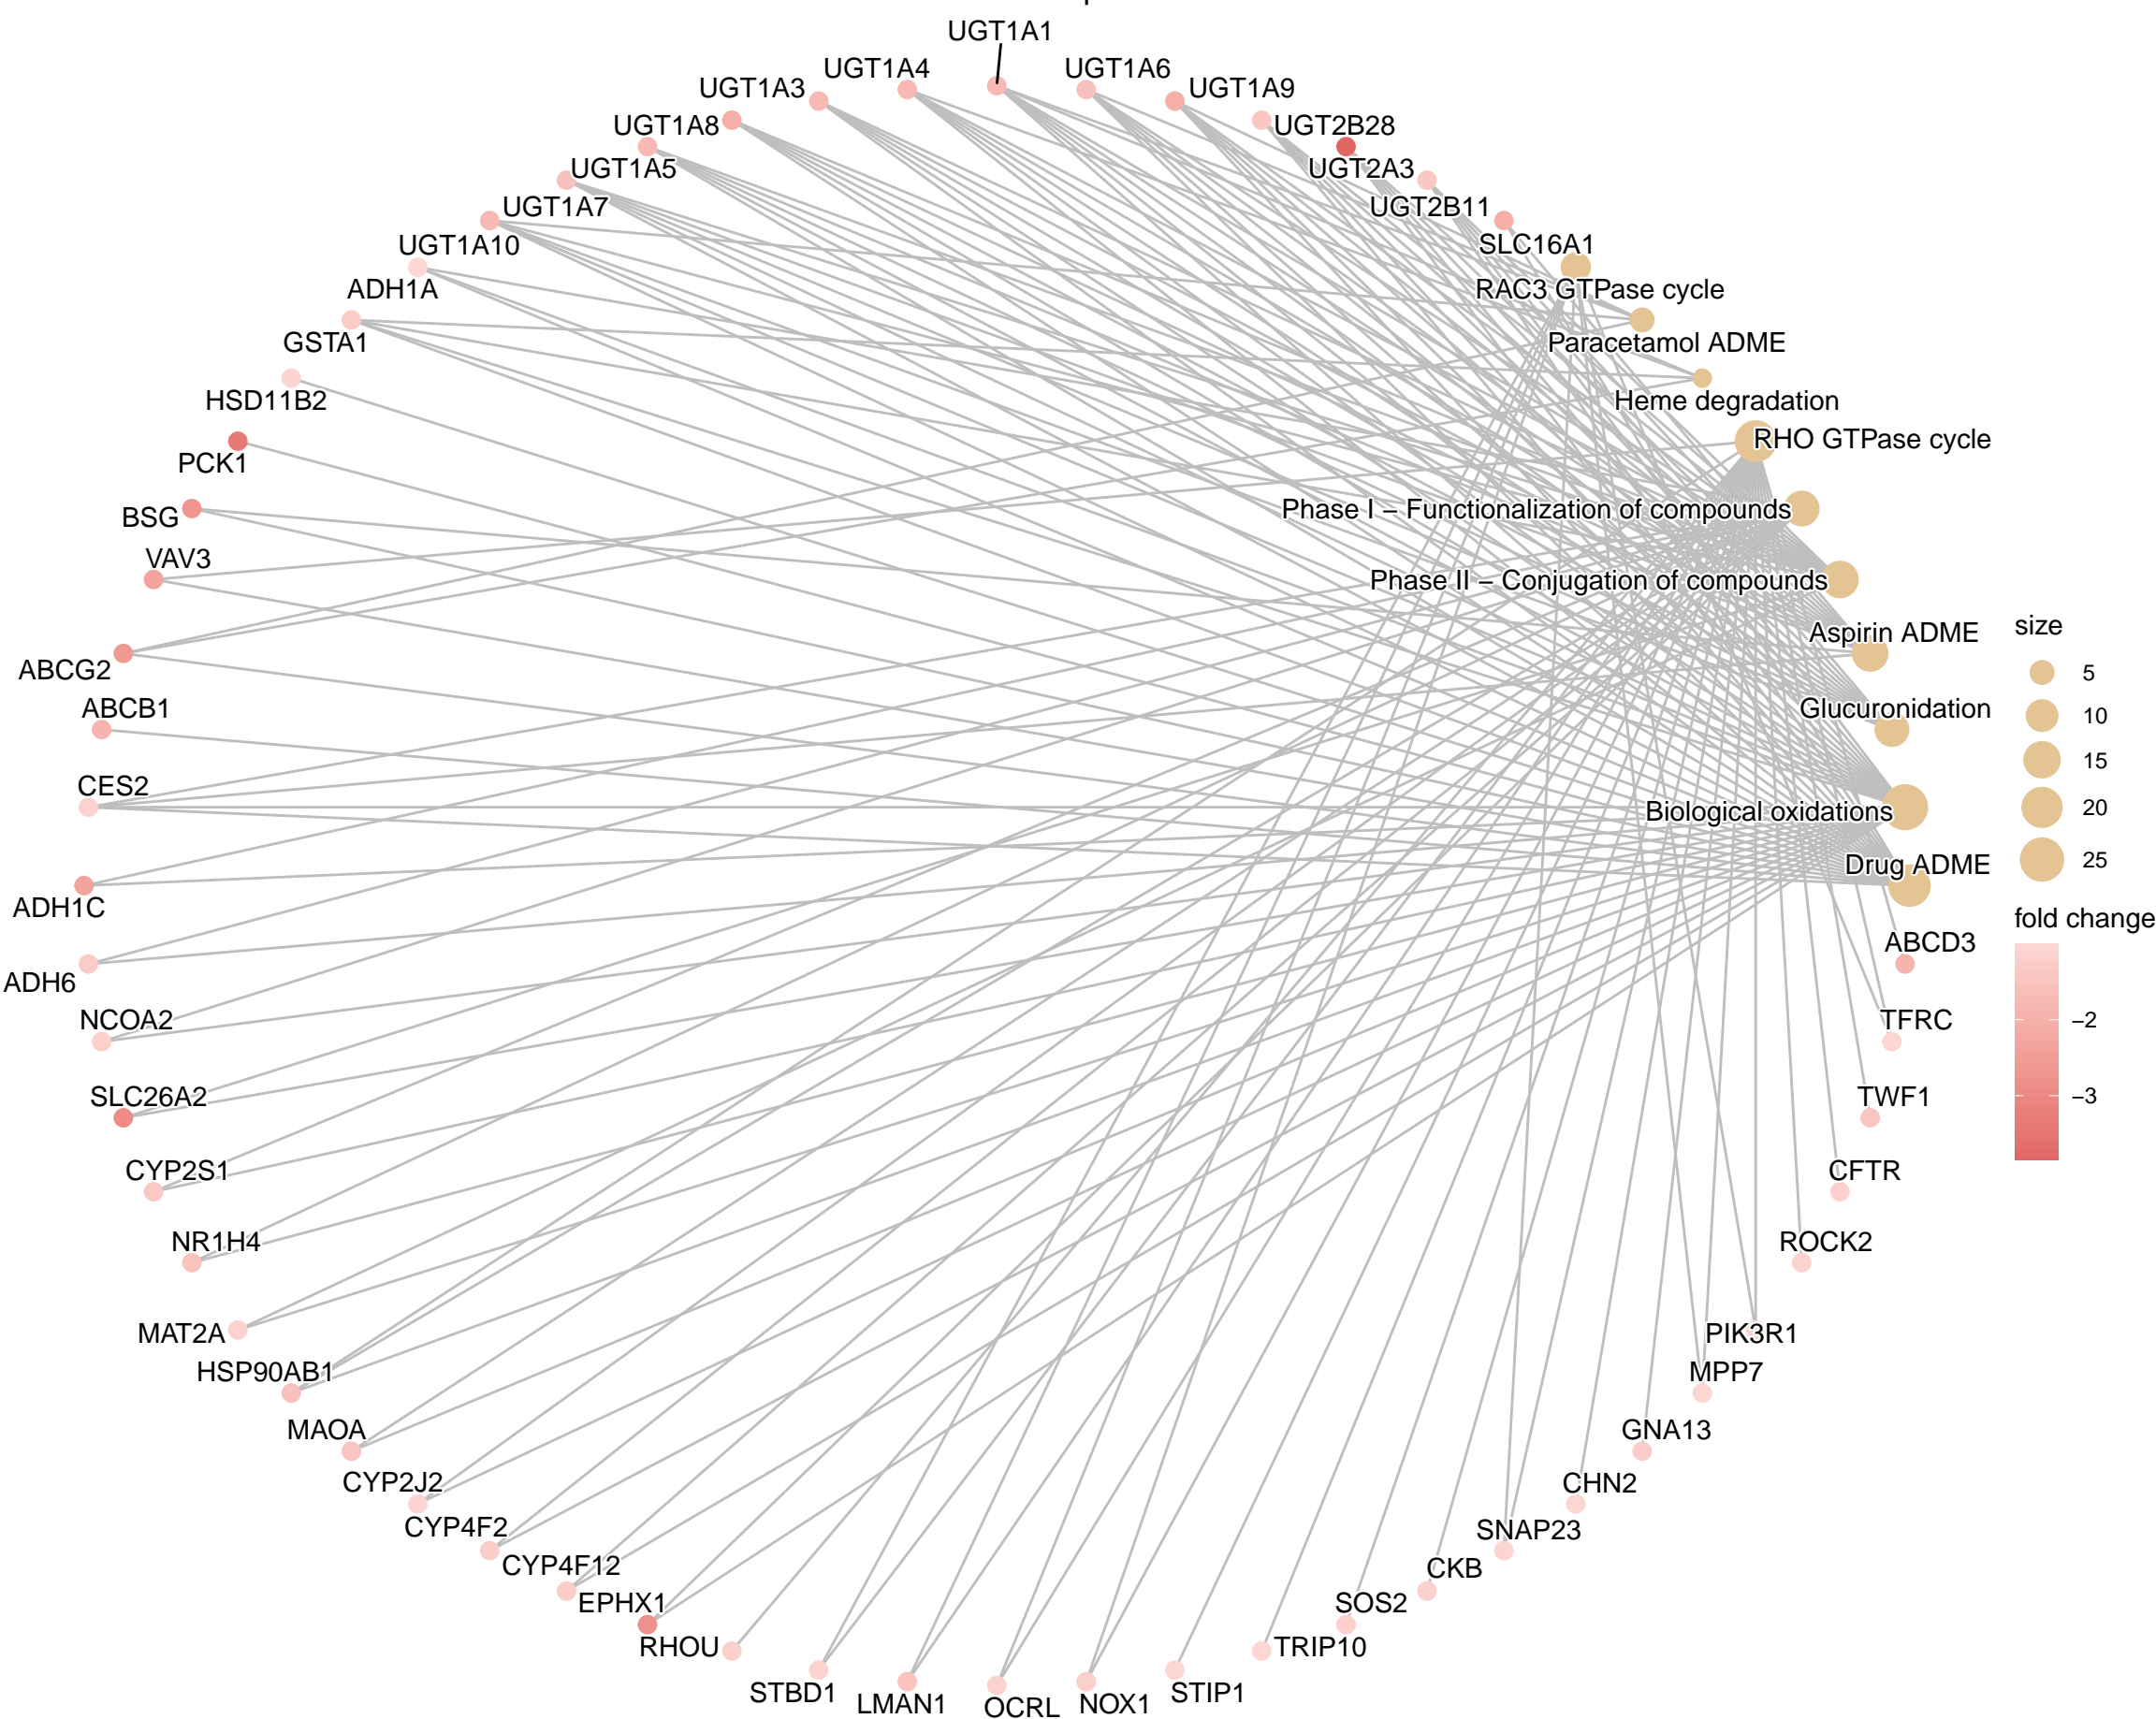 UGT1A1
UGT1A4
UGT1A6
UGT1A3
UGT1A9
UGT1A8
UGT2B28
UGT1A5
UGT2A3
UGT1A7
UGT2B11
UGT1A10
SLC16A1
ADH1A
RAC3 GTPase cycle
GSTA1
Paracetamol ADME
HSD11B2
Heme degradation
RHO GTPase cycle
PCK1
Phase I – Functionalization of compounds
BSG
VAV3
Phase II – Conjugation of compounds
Aspirin ADME
ABCG2
ABCB1
Glucuronidation
CES2
Biological oxidations
Drug ADME
ADH1C
ABCD3
ADH6
NCOA2
TFRC
SLC26A2
TWF1
CYP2S1
CFTR
NR1H4
ROCK2
MAT2A
PIK3R1
HSP90AB1
MPP7
MAOA
GNA13
CYP2J2
CHN2
CYP4F2
SNAP23
CYP4F12
CKB
EPHX1
SOS2
RHOU
TRIP10
STBD1
LMAN1
OCRL
NOX1
STIP1
size
5
10
15
20
25
fold change
−2
−3